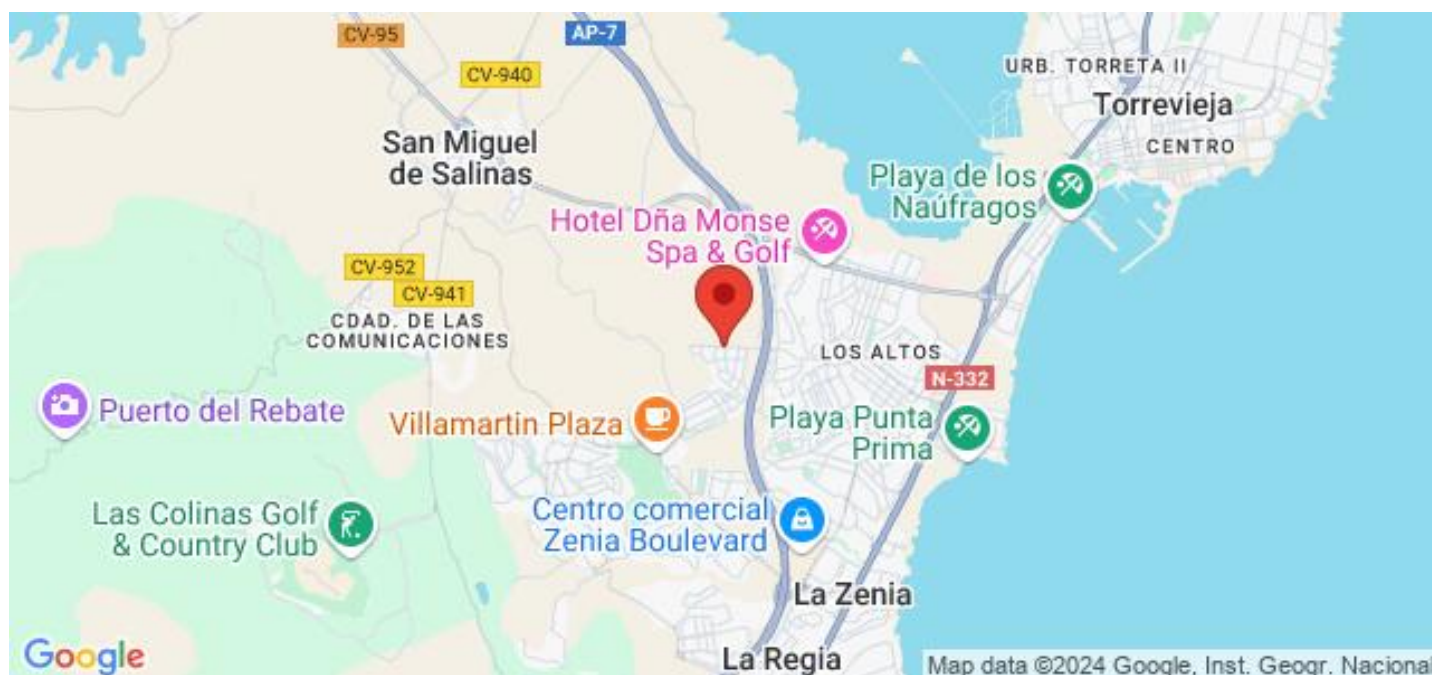 CV-95
AP-7
CV-940
URB. TORRETA II
Torrevieja
CENTRO
San Miguel
de Salinas
Playa de los
Naúfragos
Hotel Dña Monse
Spa & Golf
CV-952
CV-941
CDAD. DE LAS
COMUNICACIONES
LOS ALTOS
N-332
Puerto del Rebate
Villamartin Plaza
Playa Punta
Prima
Las Colinas Golf
& Country Club
Centro comercial
Zenia Boulevard
La Zenia
La Regia
Google
Map data ©2024 Google, Inst. Geogr. Nacional